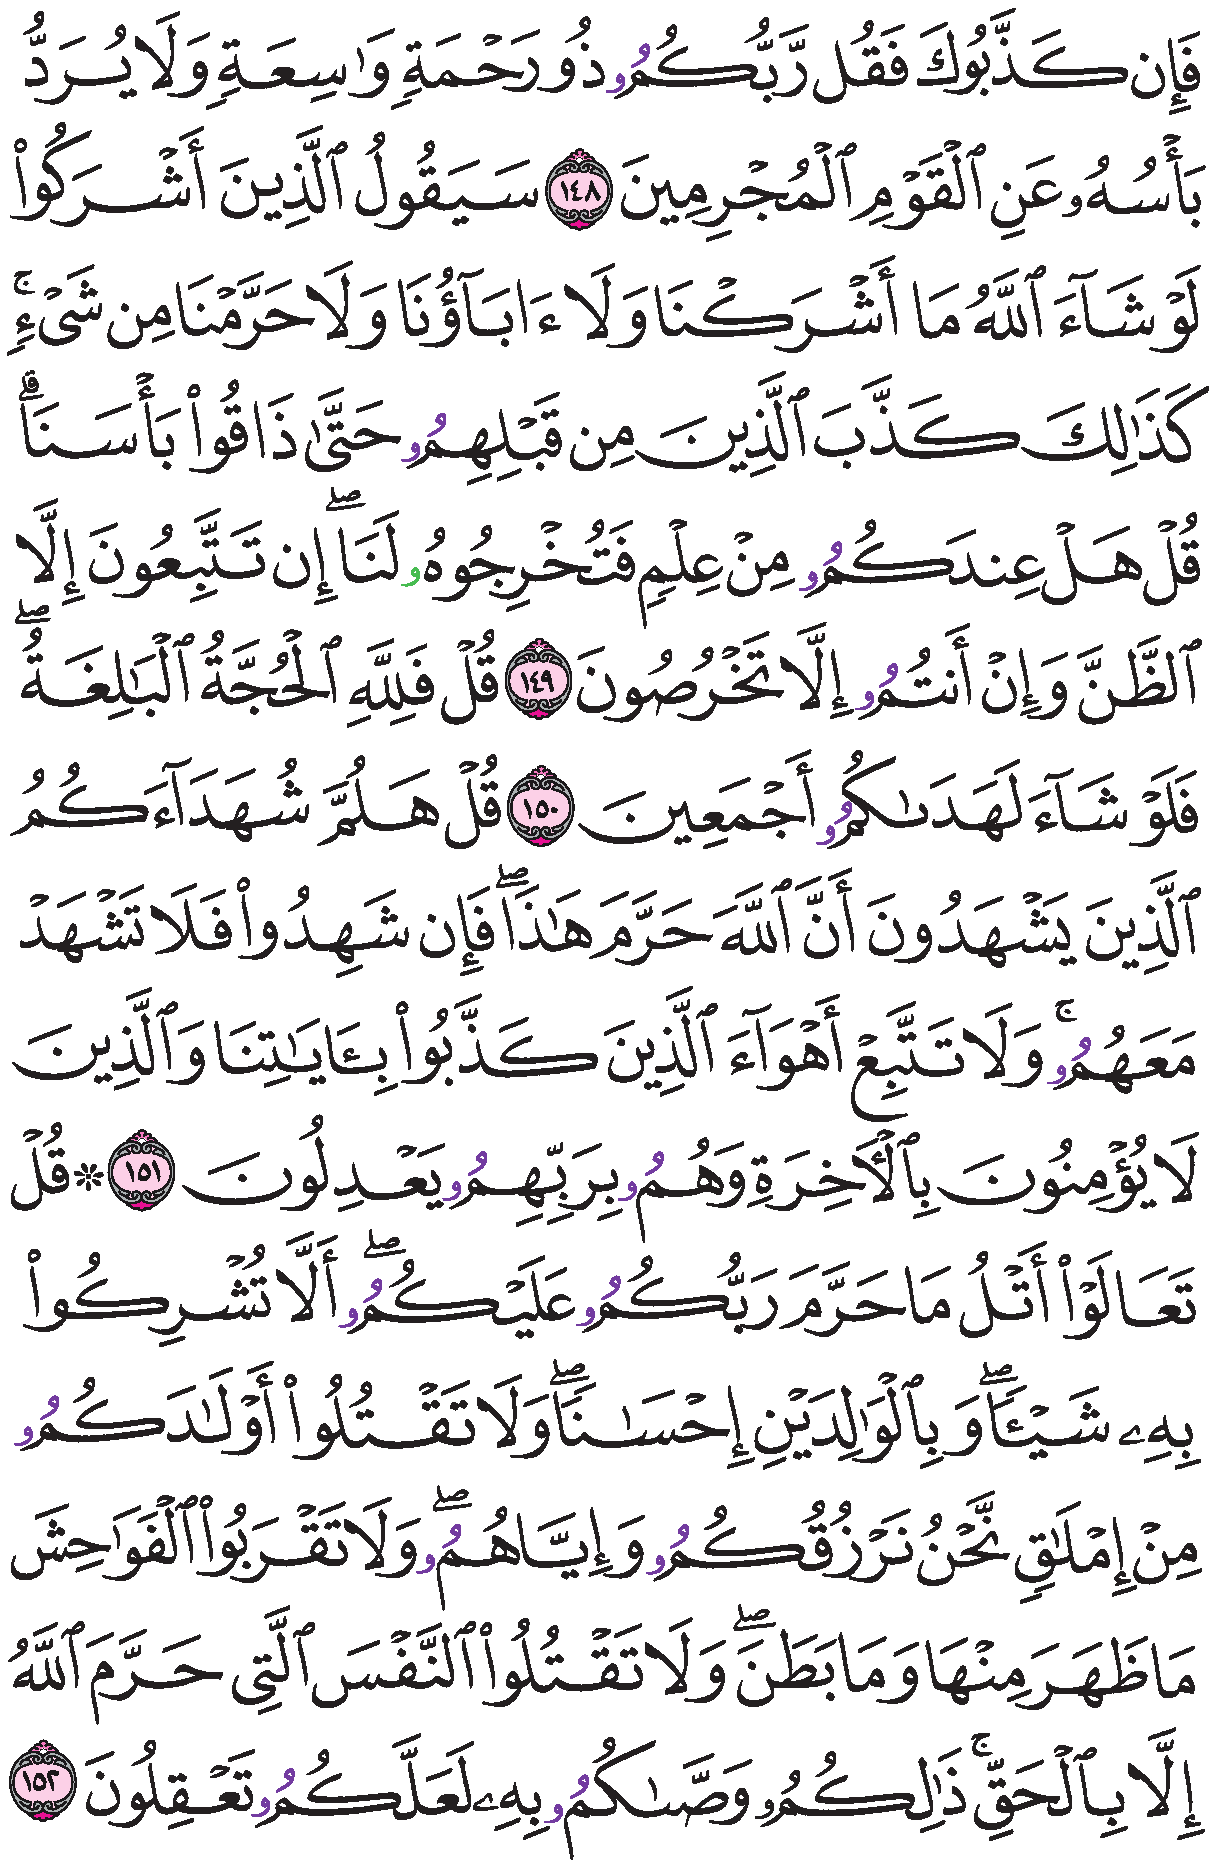 فَإِن كَذَّبُوكَ فَقُل رَّبُّكُمُۥ ذُو رَحْمَةٖ وَٰسِعَةٖ وَلَا يُرَدُّ
بَأْسُهُۥ عَنِ ٱلْقَوْمِ ٱلْمُجْرِمِينَ ١٤٨ سَيَقُولُ ٱلَّذِينَ أَشْرَكُوا۟
لَوْ شَآءَ ٱللَّهُ مَا أَشْرَكْنَا وَلَا ءَابَآؤُنَا وَلَا حَرَّمْنَا مِن شَىْءٖۚ
كَذَٰلِكَ كَذَّبَ ٱلَّذِينَ مِن قَبْلِهِمُۥ حَتَّىٰ ذَاقُوا۟ بَأْسَنَاۗ
قُلْ هَلْ عِندَكُمُۥ مِنْ عِلْمٖ فَتُخْرِجُوهُۥ لَنَاۖ إِن تَتَّبِعُونَ إِلَّا
ٱلظَّنَّ وَإِنْ أَنتُمُۥ إِلَّا تَخْرُصُونَ ١٤٩ قُلْ فَلِلَّهِ ٱلْحُجَّةُ ٱلْبَٰلِغَةُۖ
فَلَوْ شَآءَ لَهَدَىٰكُمُۥ أَجْمَعِينَ ١٥٠ قُلْ هَلُمَّ شُهَدَآءَكُمُ
ٱلَّذِينَ يَشْهَدُونَ أَنَّ ٱللَّهَ حَرَّمَ هَٰذَاۖ فَإِن شَهِدُوا۟ فَلَا تَشْهَدْ
مَعَهُمُۥۚ وَلَا تَتَّبِعْ أَهْوَآءَ ٱلَّذِينَ كَذَّبُوا۟ بِـَٔايَٰتِنَا وَٱلَّذِينَ
لَا يُؤْمِنُونَ بِٱلْأَخِرَةِ وَهُمُۥ بِرَبِّهِمُۥ يَعْدِلُونَ ١٥١ ۞ قُلْ
تَعَالَوْا۟ أَتْلُ مَا حَرَّمَ رَبُّكُمُۥ عَلَيْكُمُۥۖ أَلَّا تُشْرِكُوا۟
بِهِۦ شَيْـٔٗاۖ وَبِٱلْوَٰلِدَيْنِ إِحْسَٰنٗاۖ وَلَا تَقْتُلُوا۟ أَوْلَٰدَكُمُۥ
مِنْ إِمْلَٰقٖ نَّحْنُ نَرْزُقُكُمُۥ وَإِيَّاهُمُۥۖ وَلَا تَقْرَبُوا۟ ٱلْفَوَٰحِشَ
مَا ظَهَرَ مِنْهَا وَمَا بَطَنَۖ وَلَا تَقْتُلُوا۟ ٱلنَّفْسَ ٱلَّتِى حَرَّمَ ٱللَّهُ
إِلَّا بِٱلْحَقِّۚ ذَٰلِكُمُۥ وَصَّىٰكُمُۥ بِهِۦ لَعَلَّكُمُۥ تَعْقِلُونَ ١٥٢